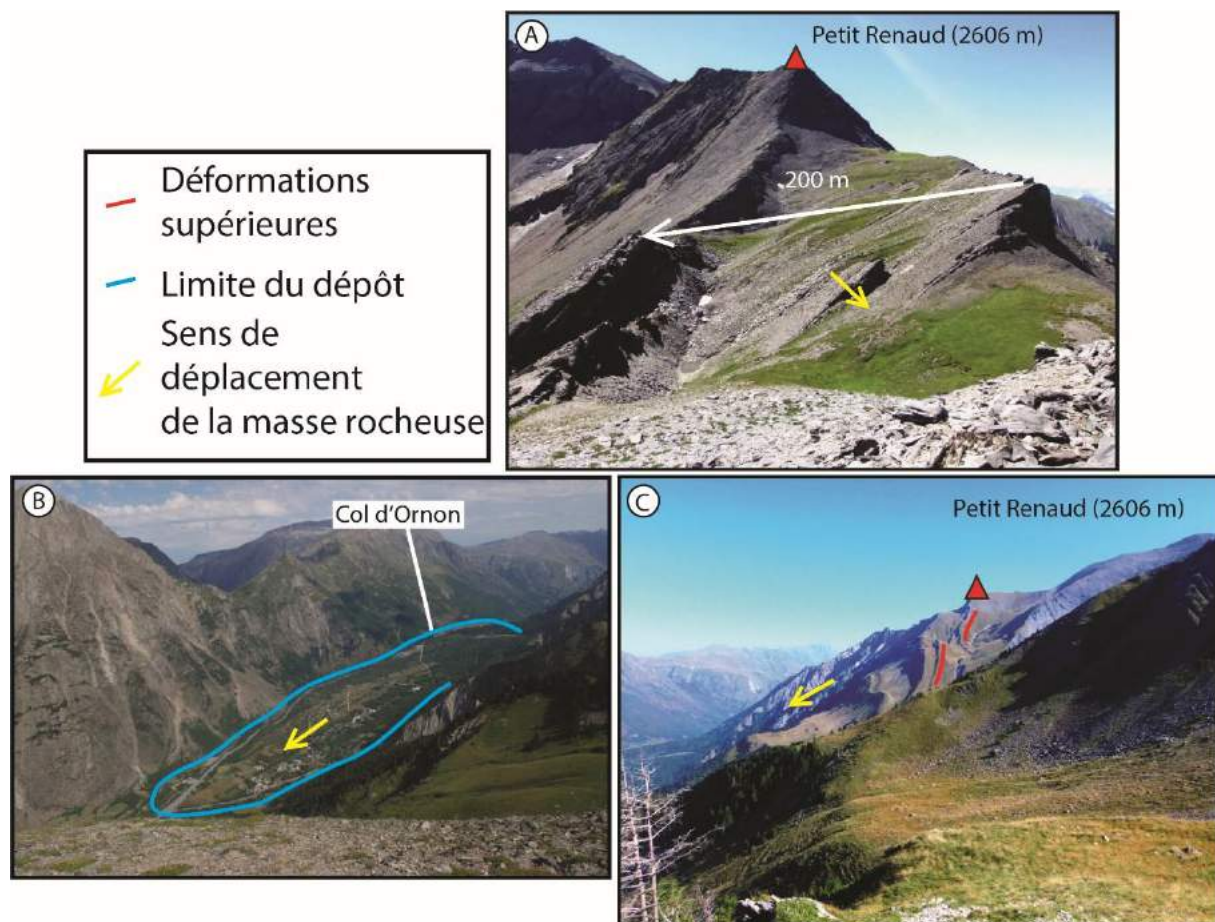 A
Petit Renaud (2606 m)
200 m
Déformations
supérieures
Limite du dépôt
Sens de
déplacement
de la masse rocheuse
B
Col d'Ornon
C
Petit Renaud (2606 m)